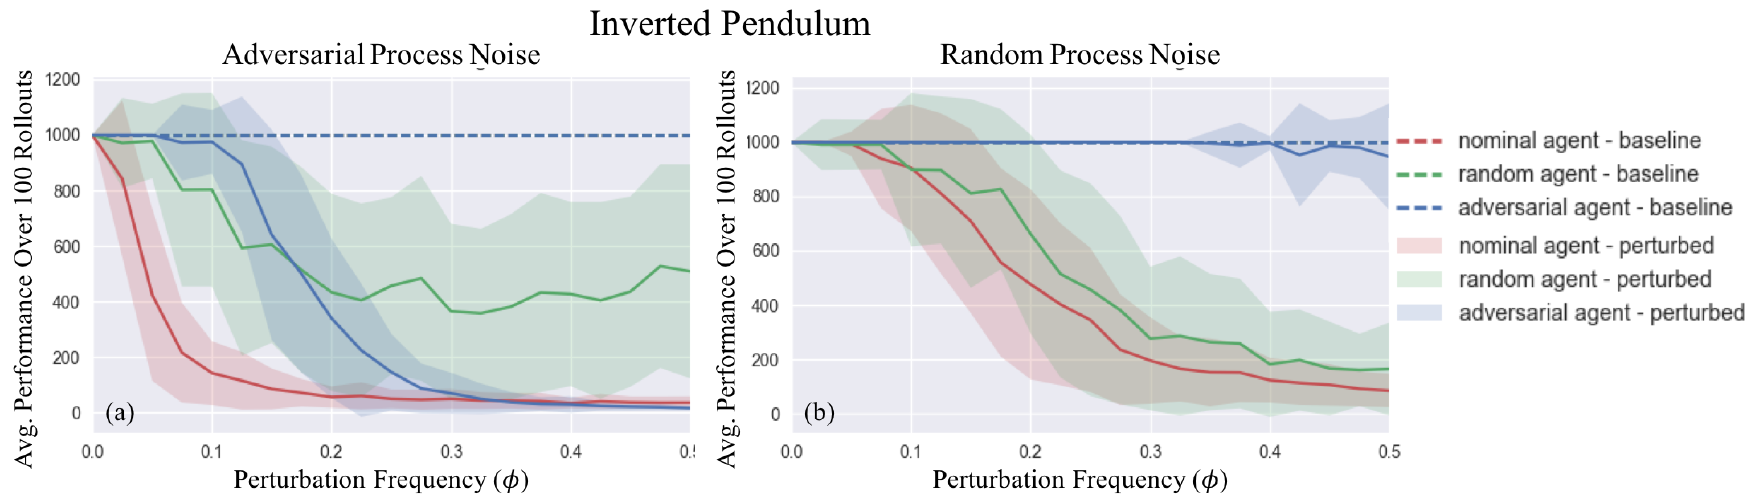 Inverted Pendulum
Adversarial Process Noise
Random Process Noise
Avg. Performance Over 100 Rollouts
1200
1000
800
600
400
200
0
(a)
0.0 0.1 0.2 0.3 0.4
Perturbation Frequency (ϕ)
Avg. Performance Over 100 Rollouts
1200
1000
800
600
400
200
0
(b)
0.0 0.1 0.2 0.3 0.4 0.5
Perturbation Frequency (ϕ)
nominal agent - baseline
random agent - baseline
adversarial agent - baseline
nominal agent - perturbed
random agent - perturbed
adversarial agent - perturbed